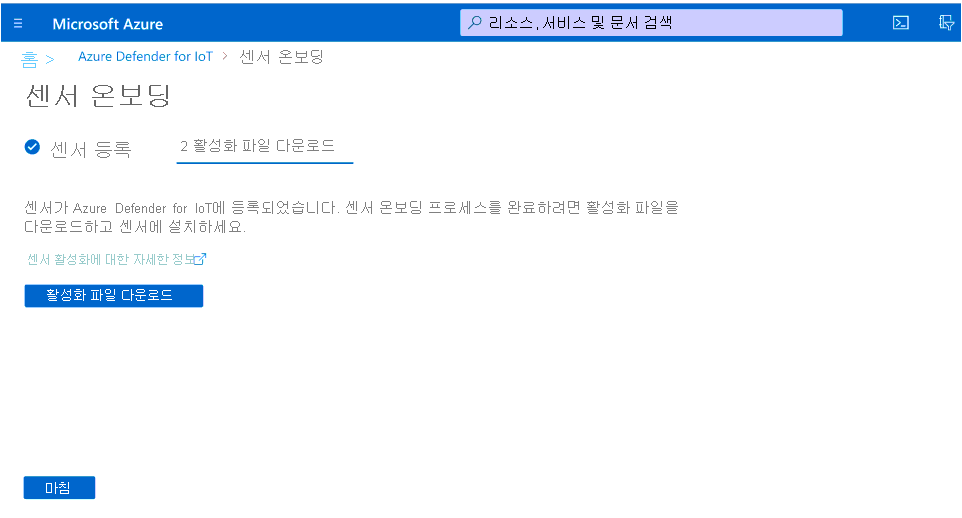 Microsoft Azure
리소스, 서비스 및 문서 검색
홈 > Azure Defender for IoT > 센서 온보딩
센서 온보딩
센서 등록
2 활성화 파일 다운로드
센서가 Azure Defender for IoT에 등록되었습니다. 센서 온보딩 프로세스를 완료하려면 활성화 파일을
다운로드하고 센서에 설치하세요.
센서 활성화에 대한 자세한 정보
활성화 파일 다운로드
마침